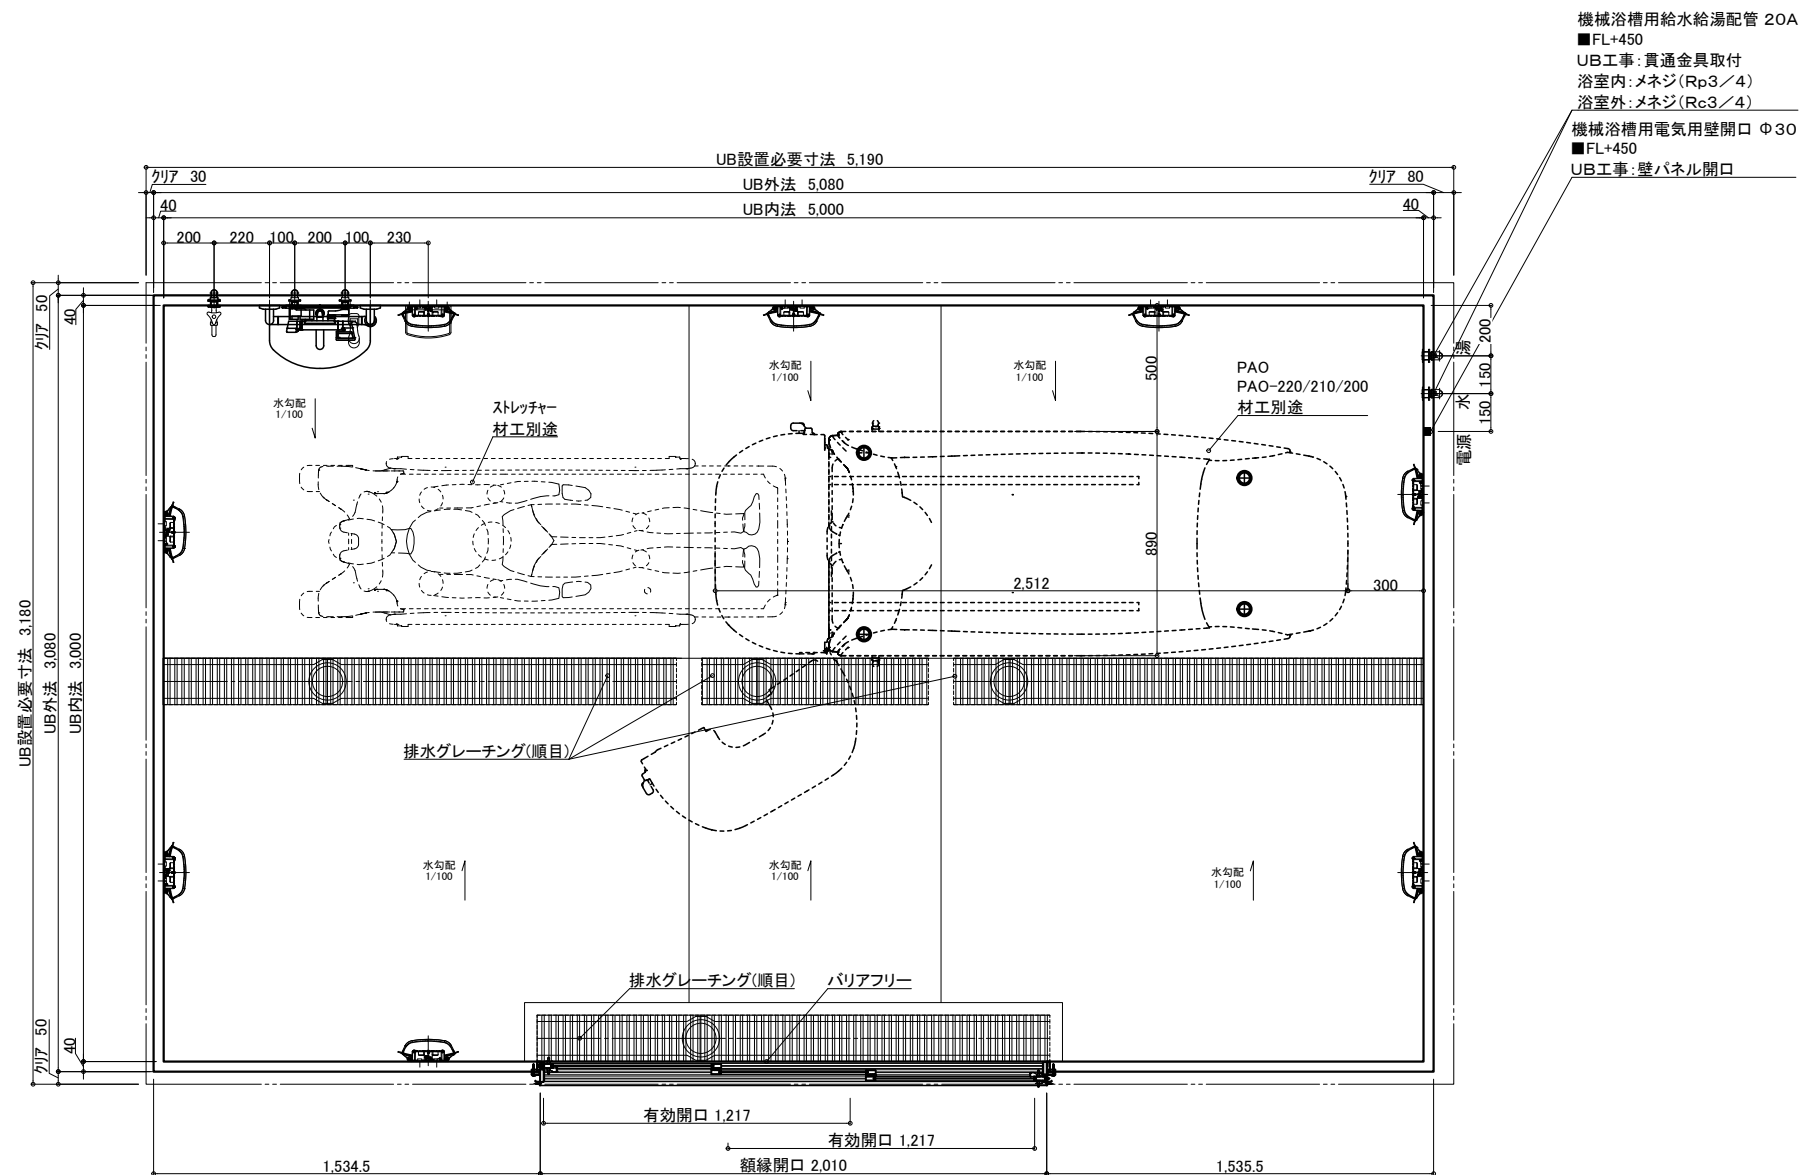 機械浴槽用給水給湯配管 20A
■FL+450
UB工事:貫通金具取付
浴室内:メネジ(Rp3/4)
浴室外:メネジ(Rc3/4)
機械浴槽用電気用壁開口 Φ30
■FL+450
UB工事:壁パネル開口
UB設置必要寸法 5,190
クリア 30
UB外法 5,080
クリア 80
40
UB内法 5,000
40
200
220
100
200
100
230
クリア 50
40
200
湯
150
水
150
電源
水勾配
1/100
水勾配
1/100
水勾配
1/100
500
PAO
PAO-220/210/200
材工別途
ストレッチャー
材工別途
890
2,512
300
UB設置必要寸法 3,180
UB外法 3,080
UB内法 3,000
排水グレーチング(順目)
水勾配
1/100
水勾配
1/100
水勾配
1/100
排水グレーチング(順目)
バリアフリー
クリア 50
40
有効開口 1,217
有効開口 1,217
1,534.5
額縁開口 2,010
1,535.5